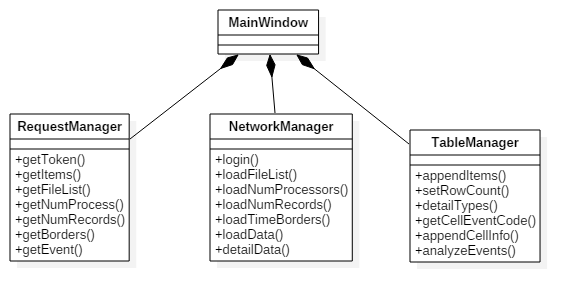 MainWindow
RequestManager
+getToken()
+getItems()
+getFileList()
+getNumProcess()
+getNumRecords()
+getBorders()
+getEvent()
NetworkManager
+login()
+loadFileList()
+loadNumProcessors()
+loadNumRecords()
+loadTimeBorders()
+loadData()
+detailData()
TableManager
+appendItems()
+setRowCount()
+detailTypes()
+getCellEventCode()
+appendCellInfo()
+analyzeEvents()